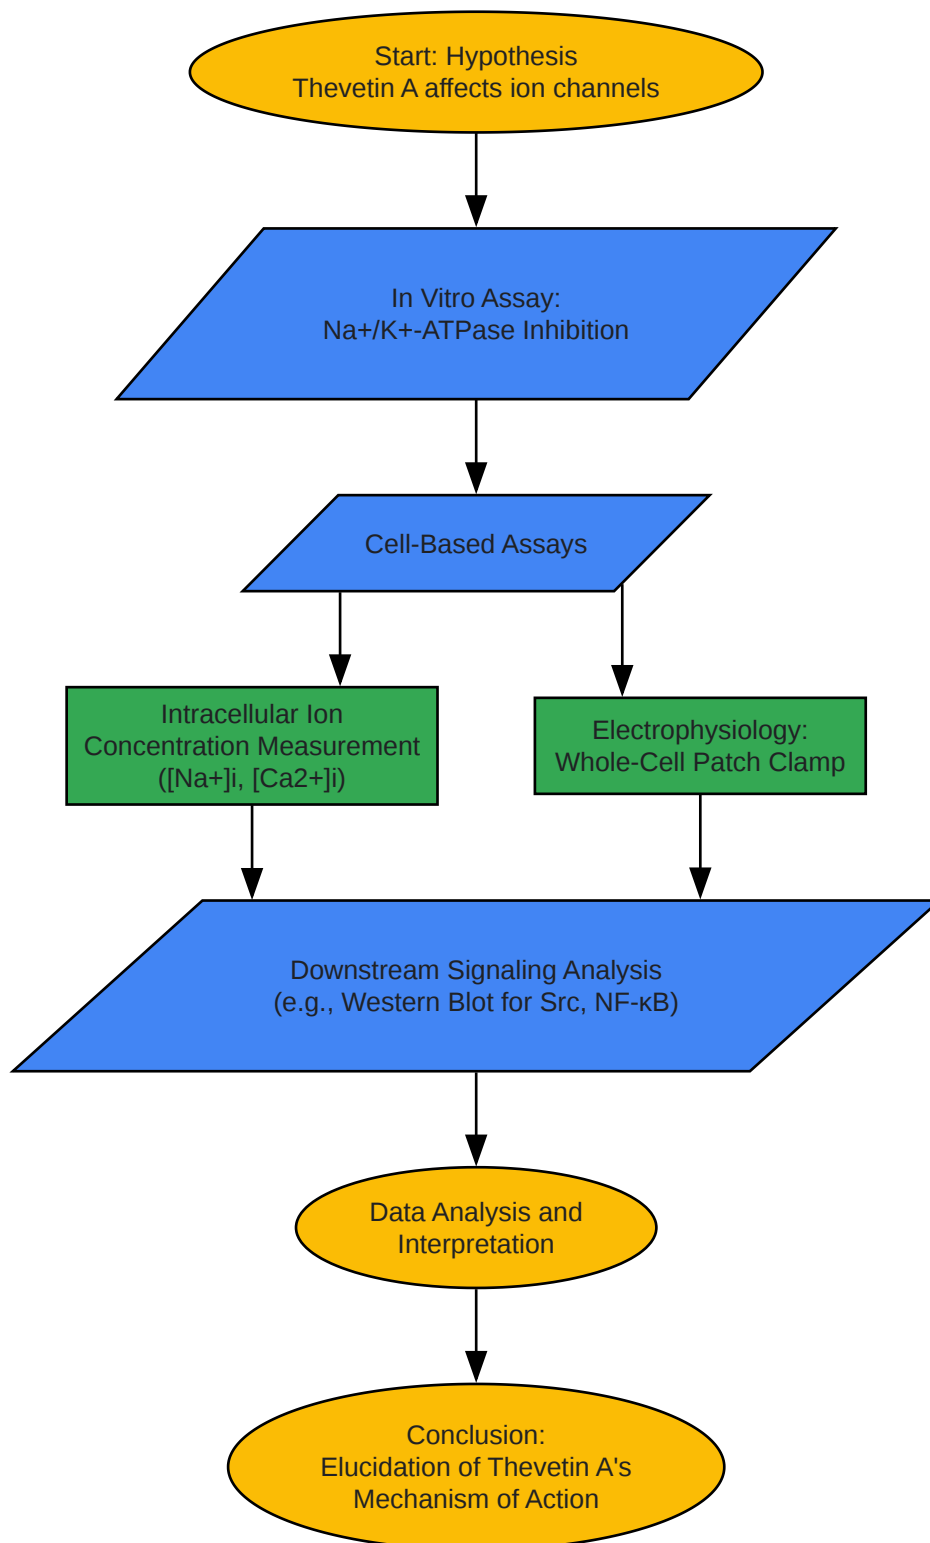 Start: Hypothesis
Thevetin A affects ion channels
In Vitro Assay:
Na+/K+-ATPase Inhibition
Cell-Based Assays
Intracellular Ion
Concentration Measurement
([Na+]i, [Ca2+]i)
Electrophysiology:
Whole-Cell Patch Clamp
Downstream Signaling Analysis
(e.g., Western Blot for Src, NF-κB)
Data Analysis and
Interpretation
Conclusion:
Elucidation of Thevetin A's
Mechanism of Action